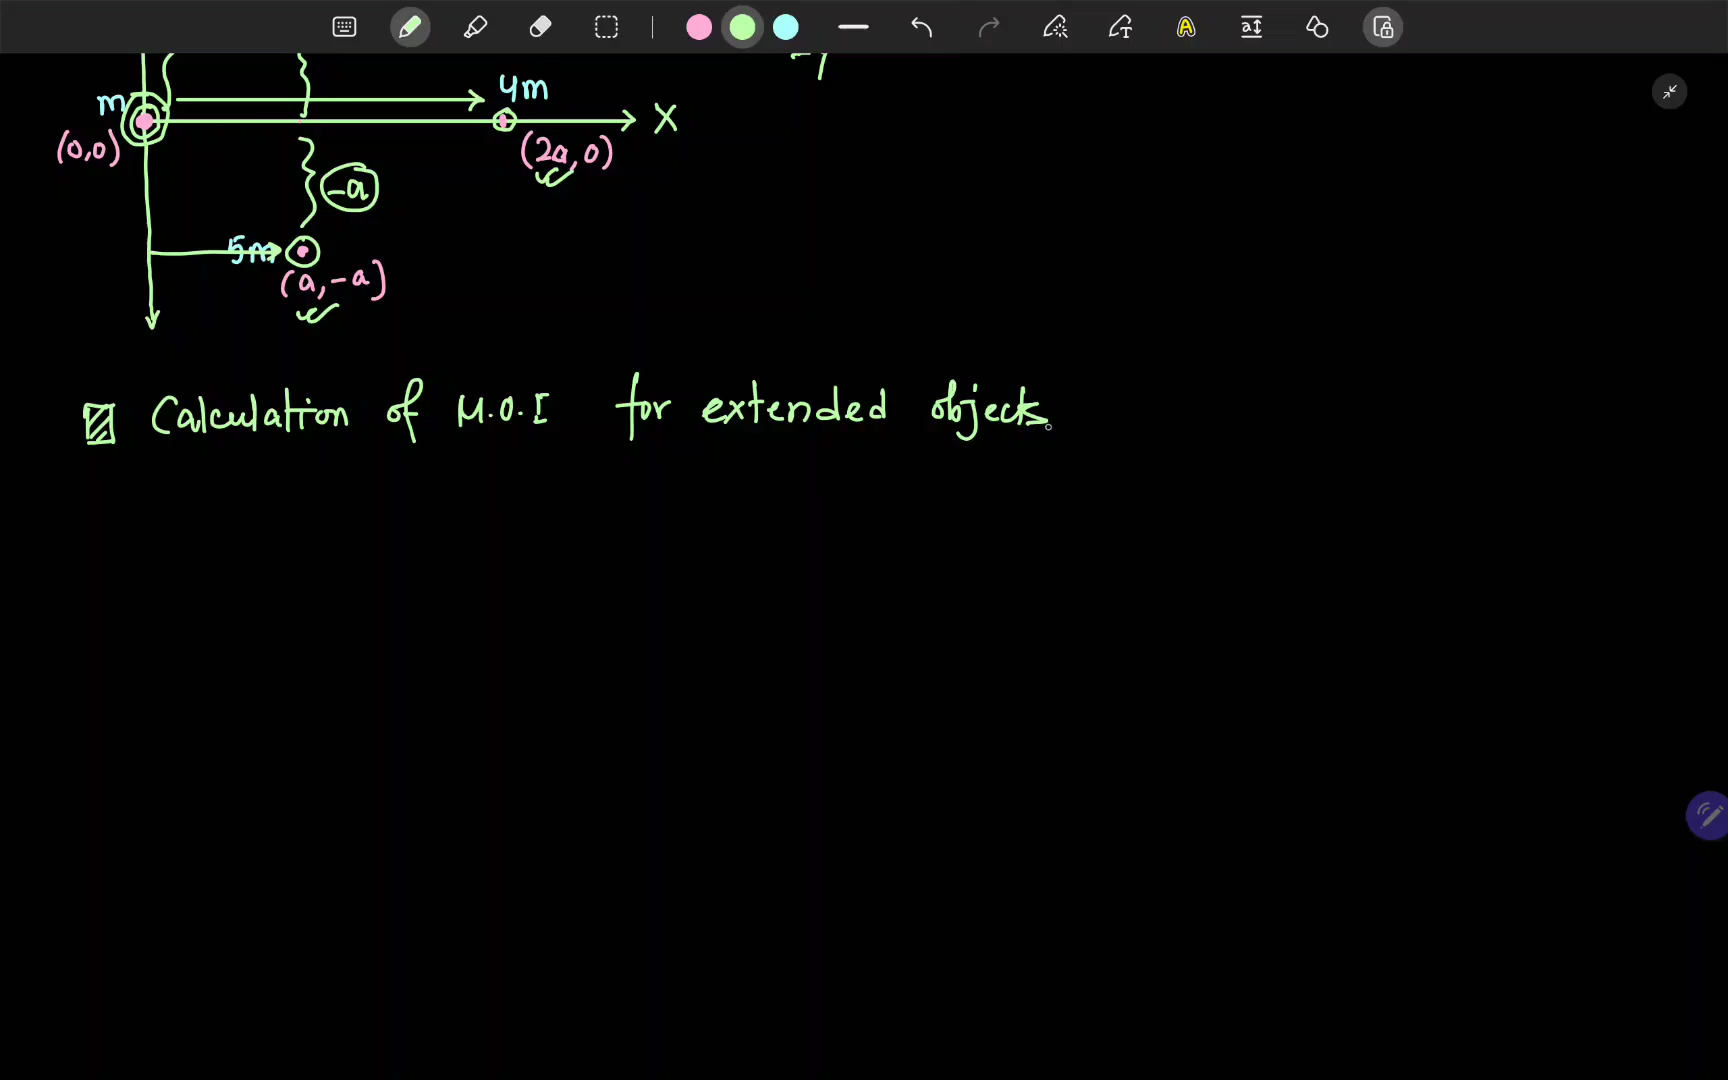 4m
m
X
(0,0)
(2a,0)
-a
5m
(a,-a)
Calculation of M.O.I for extended objects.